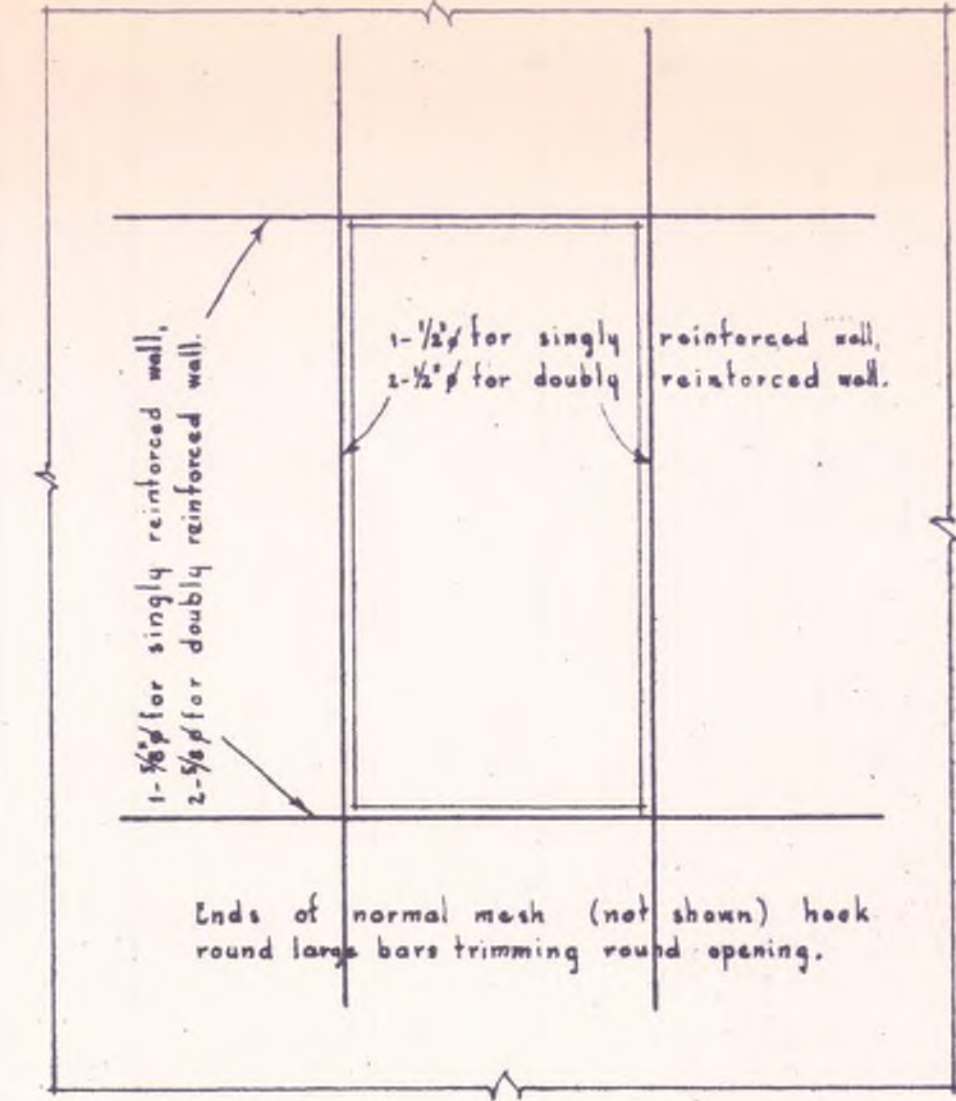 1-1/2"ø for singly reinforced wall,
2-1/2"ø for doubly reinforced wall.
1-5/8"ø for singly reinforced wall,
2-5/8ø for doubly reinforced wall.
Ends of normal mesh (not shown) hook
round large bars trimming round opening.